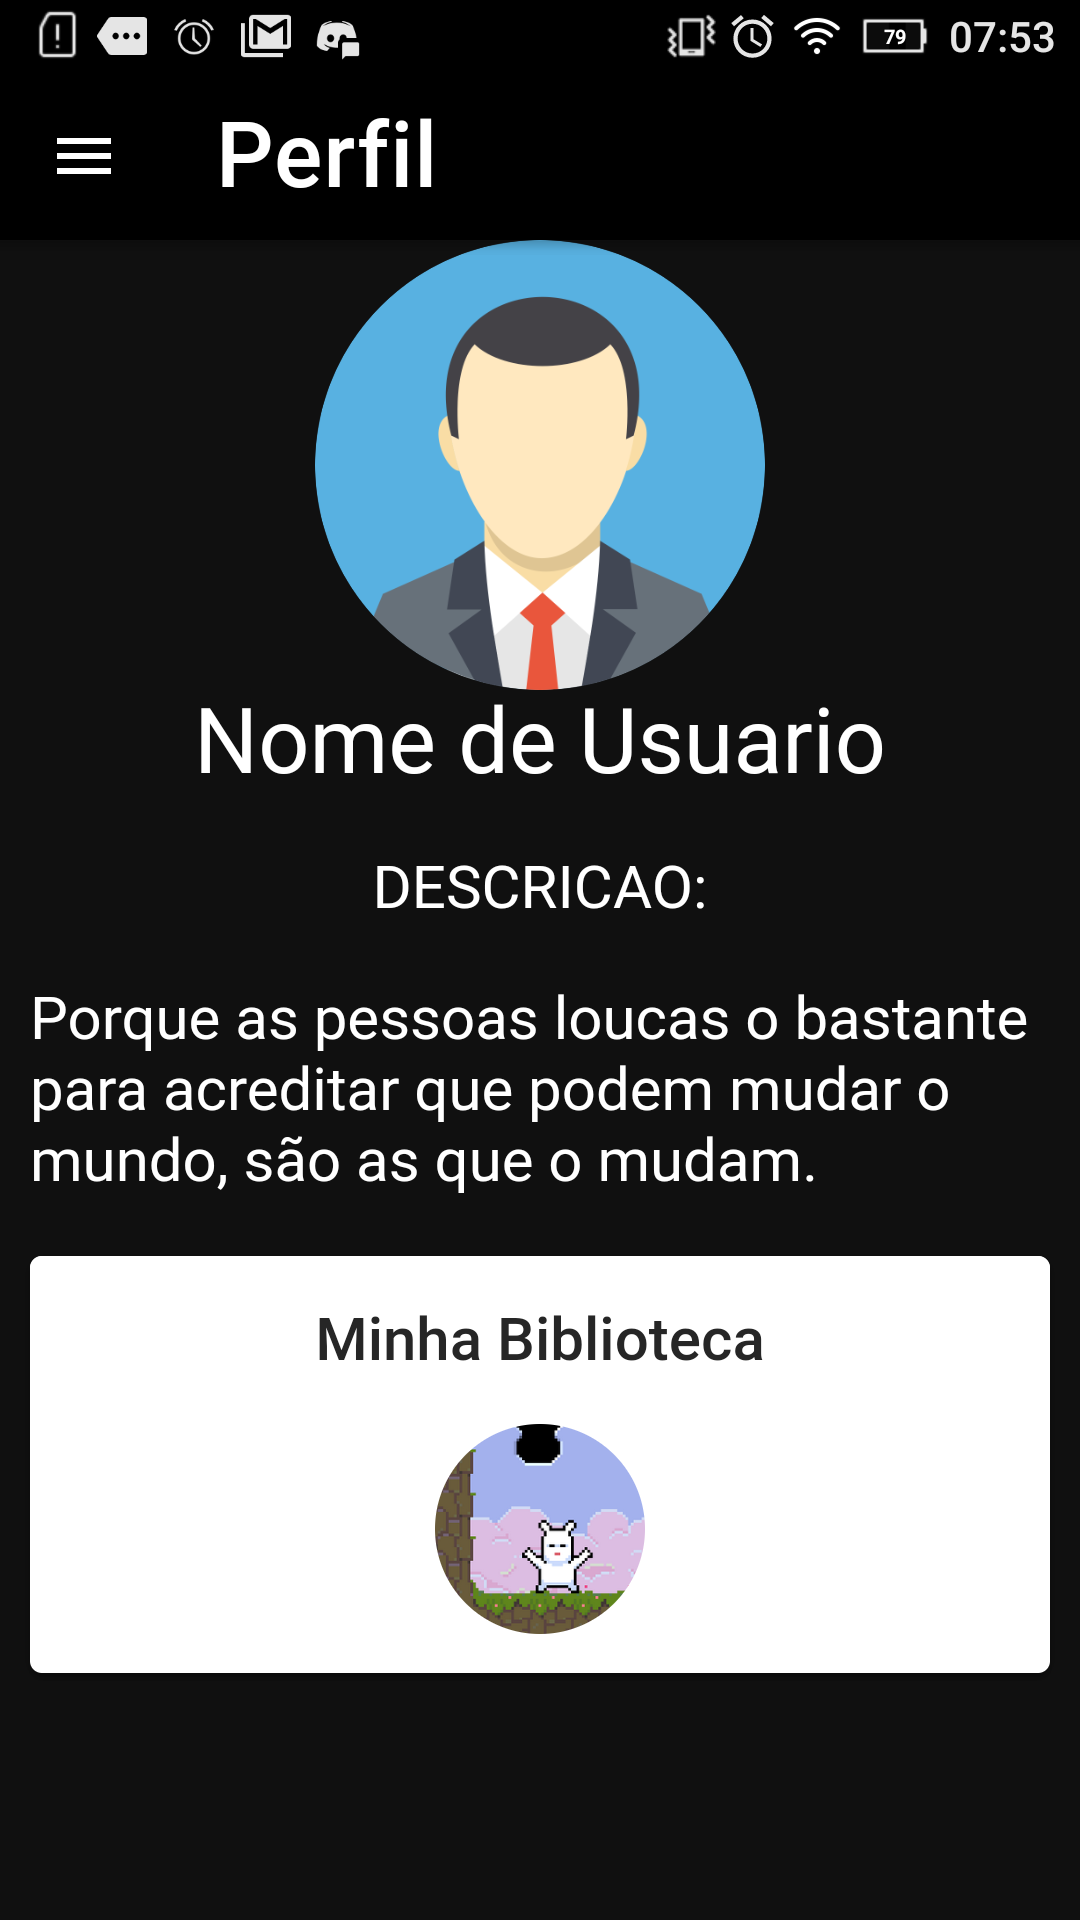 79 07:53
Perfil
Nome de Usuario
DESCRICAO:
Porque as pessoas loucas o bastante
para acreditar que podem mudar o
mundo, são as que o mudam.
Minha Biblioteca